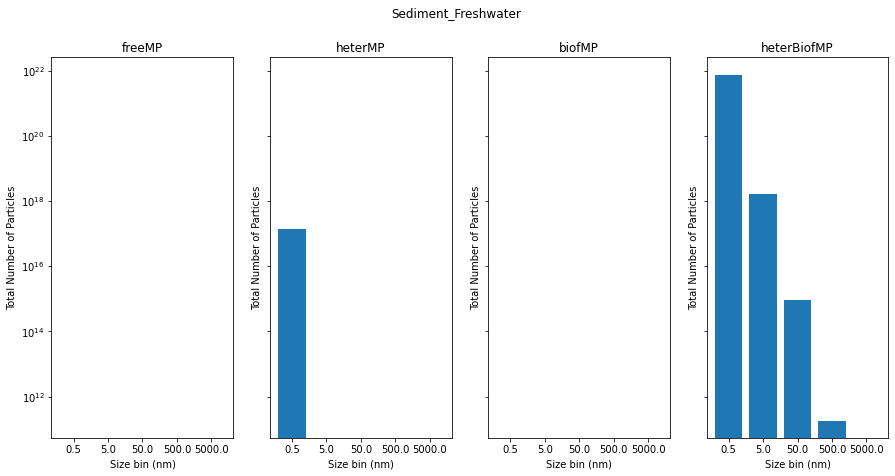 Sediment_Freshwater
freeMP
heterMP
biofMP
heterBiofMP
Total Number of Particles
10^22
10^20
10^18
10^16
10^14
10^12
0.5 5.0 50.0 500.0 5000.0
Size bin (nm)
Total Number of Particles
0.5 5.0 50.0 500.0 5000.0
Size bin (nm)
Total Number of Particles
0.5 5.0 50.0 500.0 5000.0
Size bin (nm)
Total Number of Particles
0.5 5.0 50.0 500.0 5000.0
Size bin (nm)